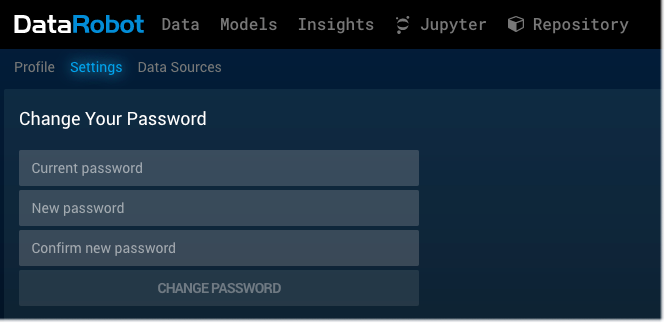 DataRobot Data Models Insights Jupyter Repository
Profile Settings Data Sources
Change Your Password
Current password
New password
Confirm new password
CHANGE PASSWORD